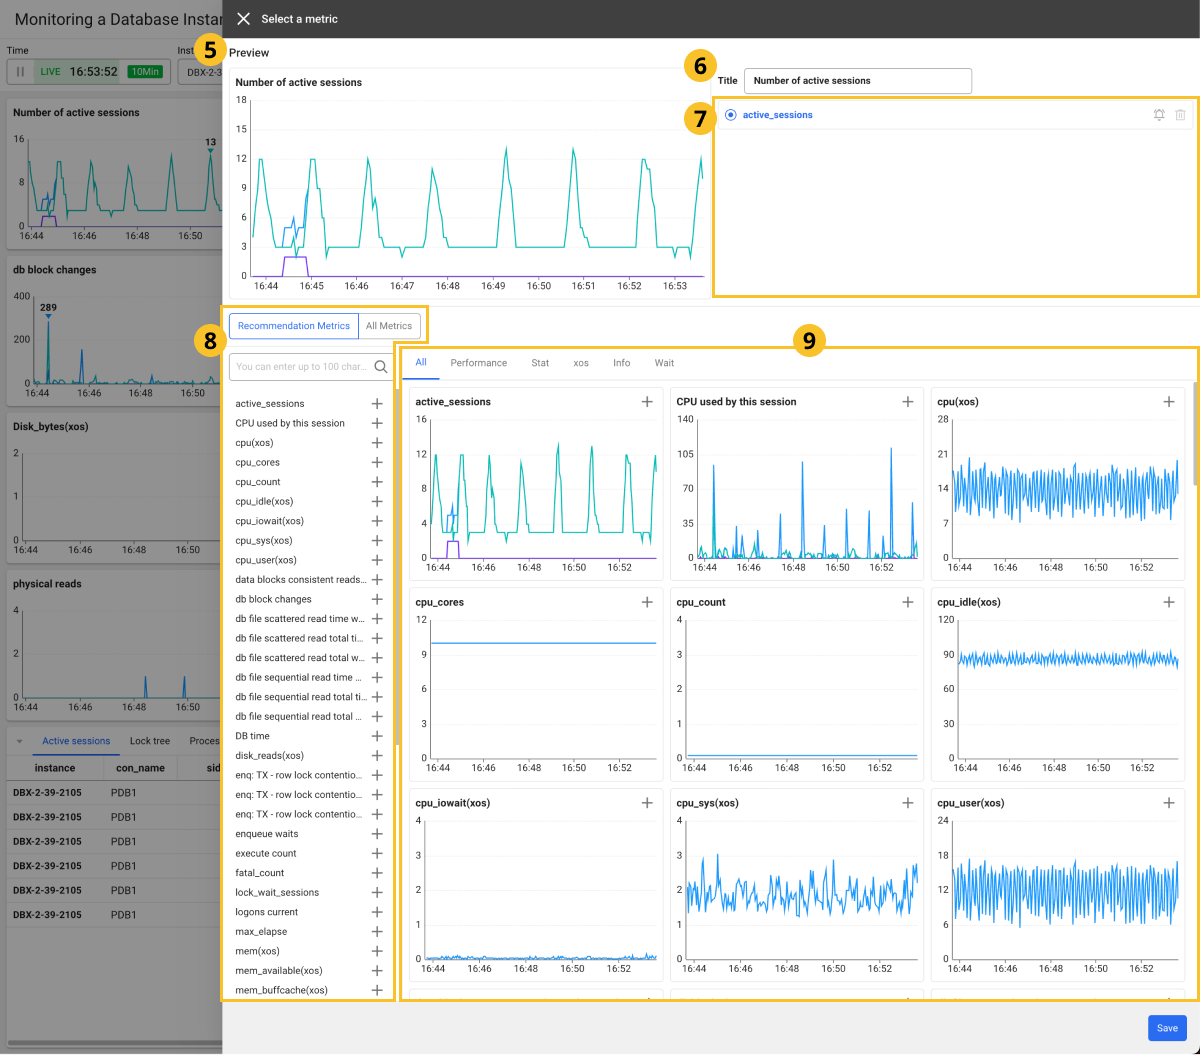 Monitoring a Database Instan
Select a metric
Time
Inst
LIVE 16:53:52 10Min
DBX-2-3
Number of active sessions
16
8
0
13
16:44 16:46 16:48 16:50
db block changes
400
200
0
289
16:44 16:46 16:48 16:50
Disk_bytes(xos)
2
1
0
16:44 16:46 16:48 16:50
physical reads
4
2
0
16:44 16:46 16:48 16:50
Active sessions Lock tree Proces
instance con_name sid
DBX-2-39-2105 PDB1
DBX-2-39-2105 PDB1
DBX-2-39-2105 PDB1
DBX-2-39-2105 PDB1
DBX-2-39-2105 PDB1
DBX-2-39-2105 PDB1
5
Preview
Number of active sessions
18
15
12
9
6
3
0
16:44 16:45 16:46 16:47 16:48 16:49 16:50 16:51 16:52 16:53
6
Title Number of active sessions
7
active_sessions
8
Recommendation Metrics All Metrics
You can enter up to 100 char...
active_sessions
CPU used by this session
cpu(xos)
cpu_cores
cpu_count
cpu_idle(xos)
cpu_iowait(xos)
cpu_sys(xos)
cpu_user(xos)
data blocks consistent reads...
db block changes
db file scattered read time w...
db file scattered read total ti...
db file scattered read total w...
db file sequential read time ...
db file sequential read total ti...
db file sequential read total ...
DB time
disk_reads(xos)
enq: TX - row lock contentio...
enq: TX - row lock contentio...
enq: TX - row lock contentio...
enqueue waits
execute count
fatal_count
lock_wait_sessions
logons current
max_elapse
mem(xos)
mem_available(xos)
mem_buffcache(xos)
9
All Performance Stat xos Info Wait
active_sessions
16
12
8
4
0
16:44 16:46 16:48 16:50 16:52
CPU used by this session
140
105
70
35
0
16:44 16:46 16:48 16:50 16:52
cpu(xos)
28
21
14
7
0
16:44 16:46 16:48 16:50 16:52
cpu_cores
12
9
6
3
0
16:44 16:46 16:48 16:50 16:52
cpu_count
4
3
2
1
0
16:44 16:46 16:48 16:50 16:52
cpu_idle(xos)
120
90
60
30
0
16:44 16:46 16:48 16:50 16:52
cpu_iowait(xos)
4
3
2
1
0
16:44 16:46 16:48 16:50 16:52
cpu_sys(xos)
4
3
2
1
0
16:44 16:46 16:48 16:50 16:52
cpu_user(xos)
24
18
12
6
0
16:44 16:46 16:48 16:50 16:52
Save